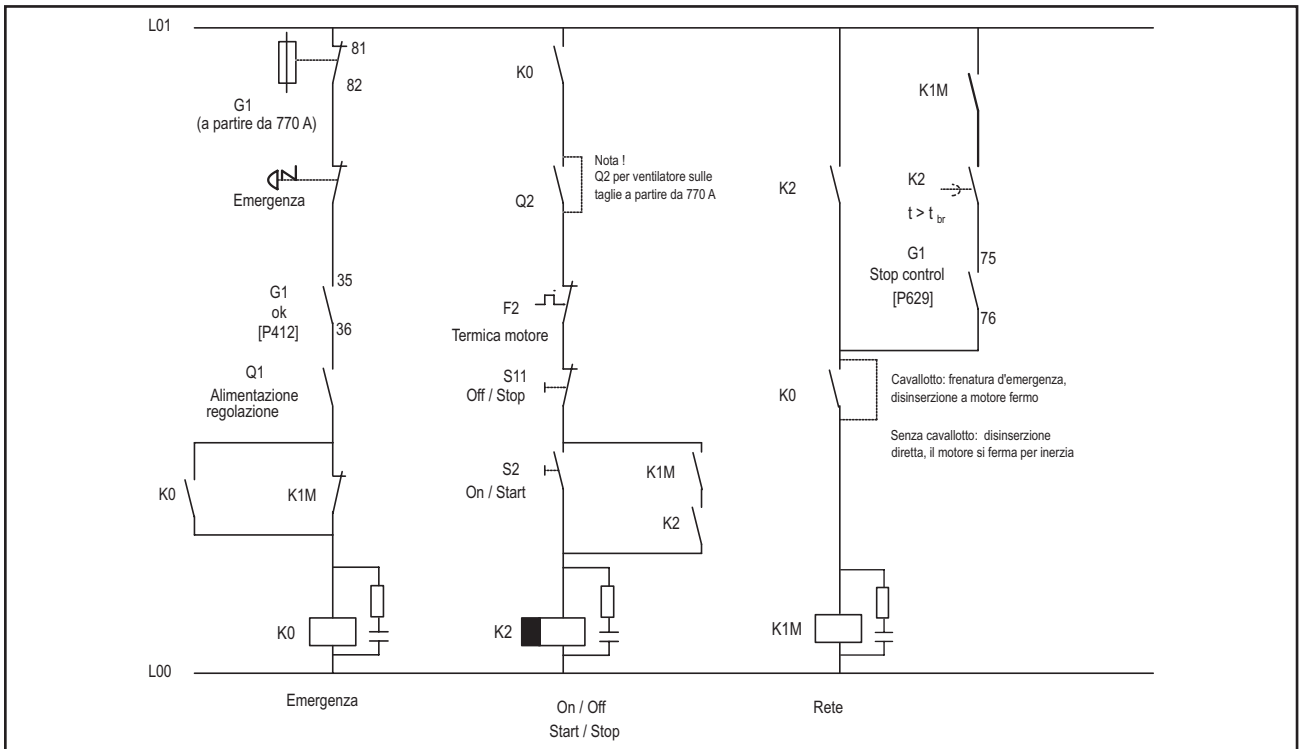 L01
81
82
G1
(a partire da 770 A)
Emergenza
35
G1
ok
[P412]
36
Q1
Alimentazione
regolazione
K0
K1M
K0
K0
Nota !
Q2 per ventilatore sulle
taglie a partire da 770 A
Q2
F2
Termica motore
S11
Off / Stop
S2
On / Start
K1M
K2
K2
K1M
K2
K2
t > t br
G1
Stop control
[P629]
75
76
K0
Cavallotto: frenatura d'emergenza,
disinserzione a motore fermo
Senza cavallotto: disinserzione
diretta, il motore si ferma per inerzia
K1M
L00
Emergenza
On / Off
Start / Stop
Rete